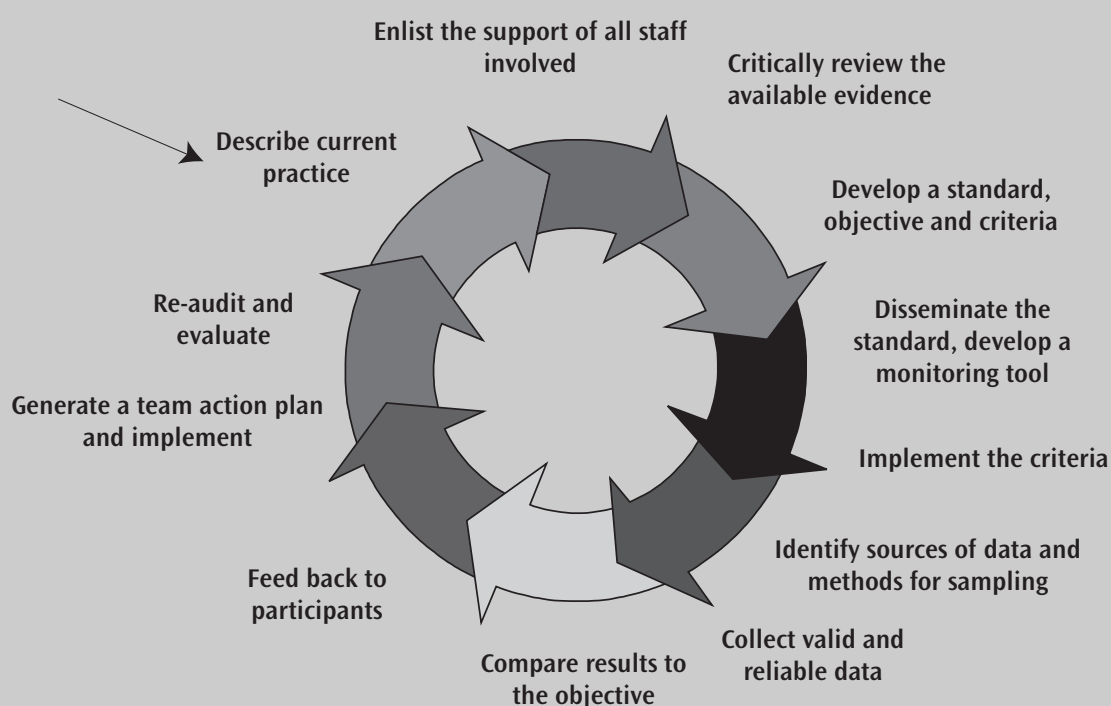 Enlist the support of all staff
involved
Critically review the
available evidence
Describe current
practice
Develop a standard,
objective and criteria
Re-audit and
evaluate
Disseminate the
standard, develop a
monitoring tool
Generate a team action plan
and implement
Implement the criteria
Identify sources of data and
methods for sampling
Feed back to
participants
Collect valid and
reliable data
Compare results to
the objective